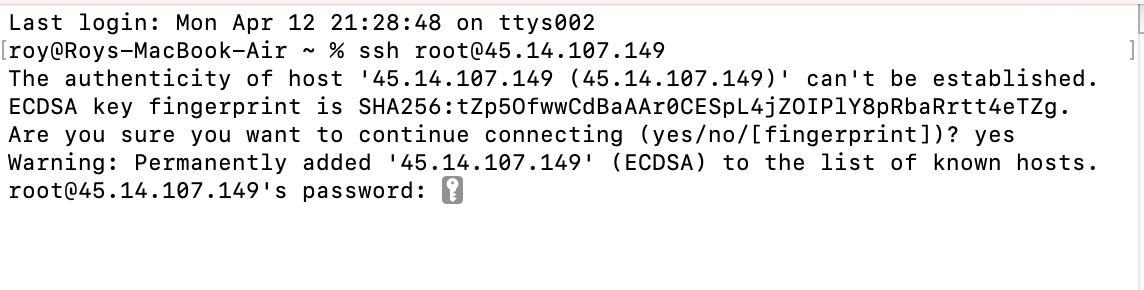 Last login: Mon Apr 12 21:28:48 on ttys002
[roy@Roys-MacBook-Air ~ % ssh root@45.14.107.149 ]
The authenticity of host '45.14.107.149 (45.14.107.149)' can't be established.
ECDSA key fingerprint is SHA256:tZp5OfwwCdBaAAr0CESpL4jZOIPlY8pRbaRrtt4eTZg.
Are you sure you want to continue connecting (yes/no/[fingerprint])? yes
Warning: Permanently added '45.14.107.149' (ECDSA) to the list of known hosts.
root@45.14.107.149's password: